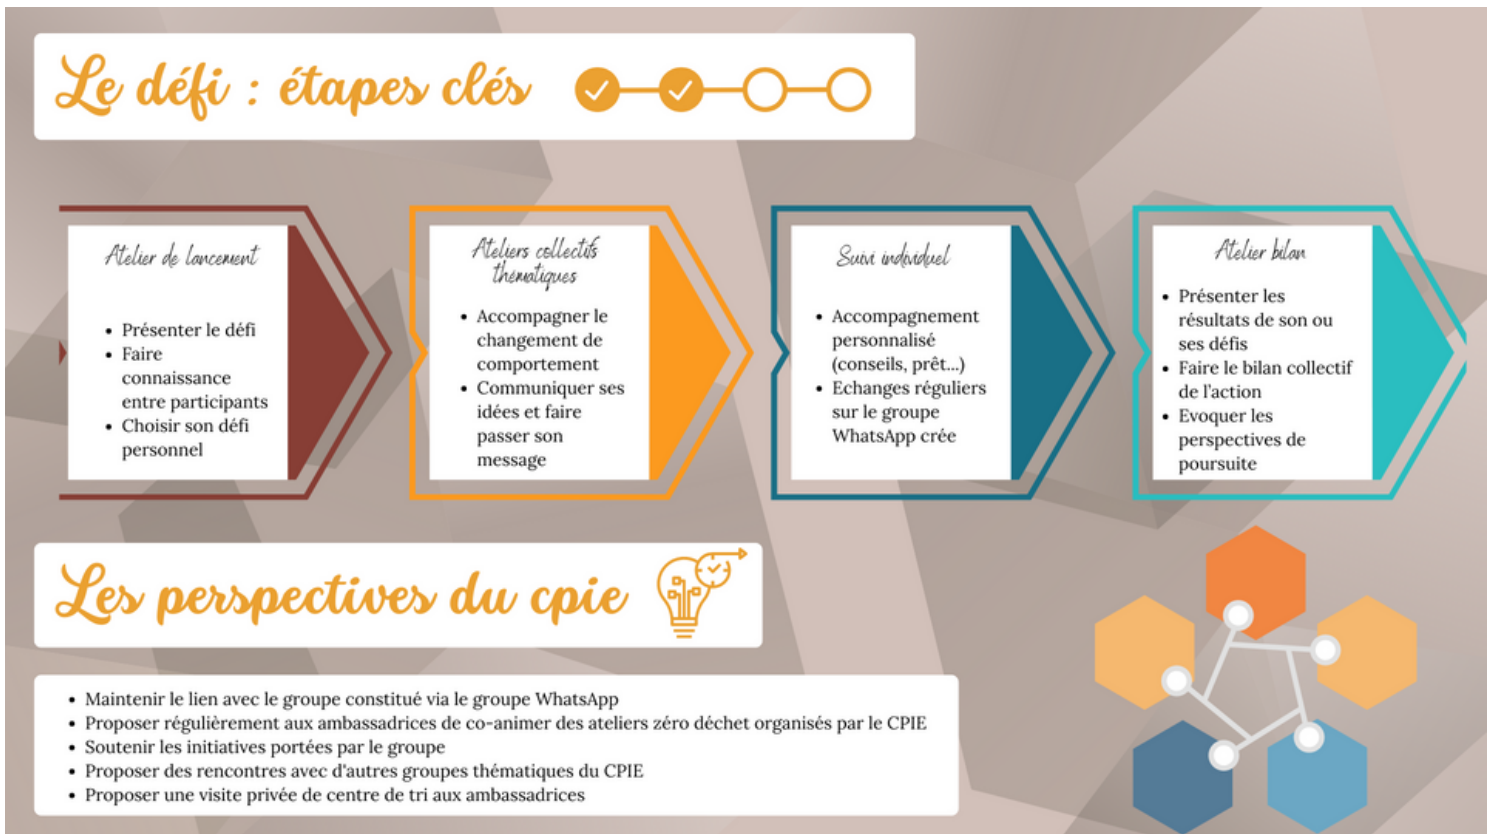 Le défi : étapes clés
Atelier de lancement
• Présenter le défi
• Faire
connaissance
entre participants
• Choisir son défi
personnel
Ateliers collectifs
thématiques
• Accompagner le
changement de
comportement
• Communiquer ses
idées et faire
passer son
message
Suivi individuel
• Accompagnement
personnalisé
(conseils, prêt...)
• Echanges réguliers
sur le groupe
WhatsApp crée
Atelier bilan
• Présenter les
résultats de son ou
ses défis
• Faire le bilan collectif
de l'action
• Evoquer les
perspectives de
poursuite
Les perspectives du cpie
• Maintenir le lien avec le groupe constitué via le groupe WhatsApp
• Proposer régulièrement aux ambassadrices de co-animer des ateliers zéro déchet organisés par le CPIE
• Soutenir les initiatives portées par le groupe
• Proposer des rencontres avec d'autres groupes thématiques du CPIE
• Proposer une visite privée de centre de tri aux ambassadrices